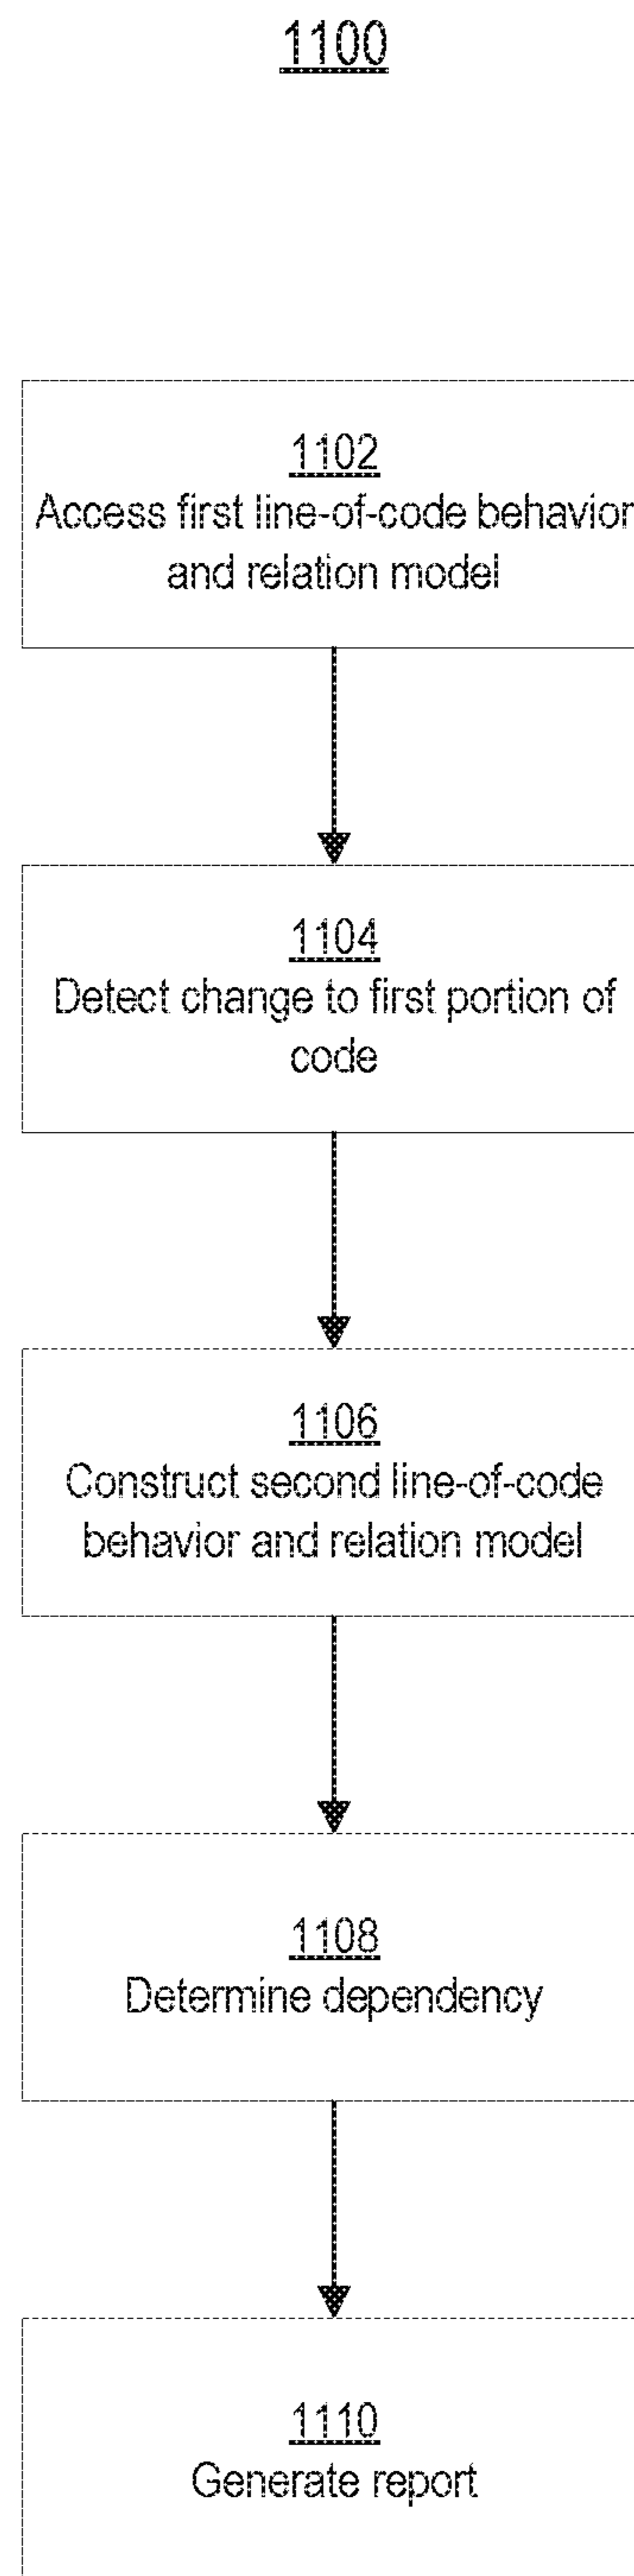 1100
1102
Access first line-of-code behavior
and relation model
1104
Detect change to first portion of
code
1106
Construct second line-of-code
behavior and relation model
1108
Determine dependency
1110
Generate report